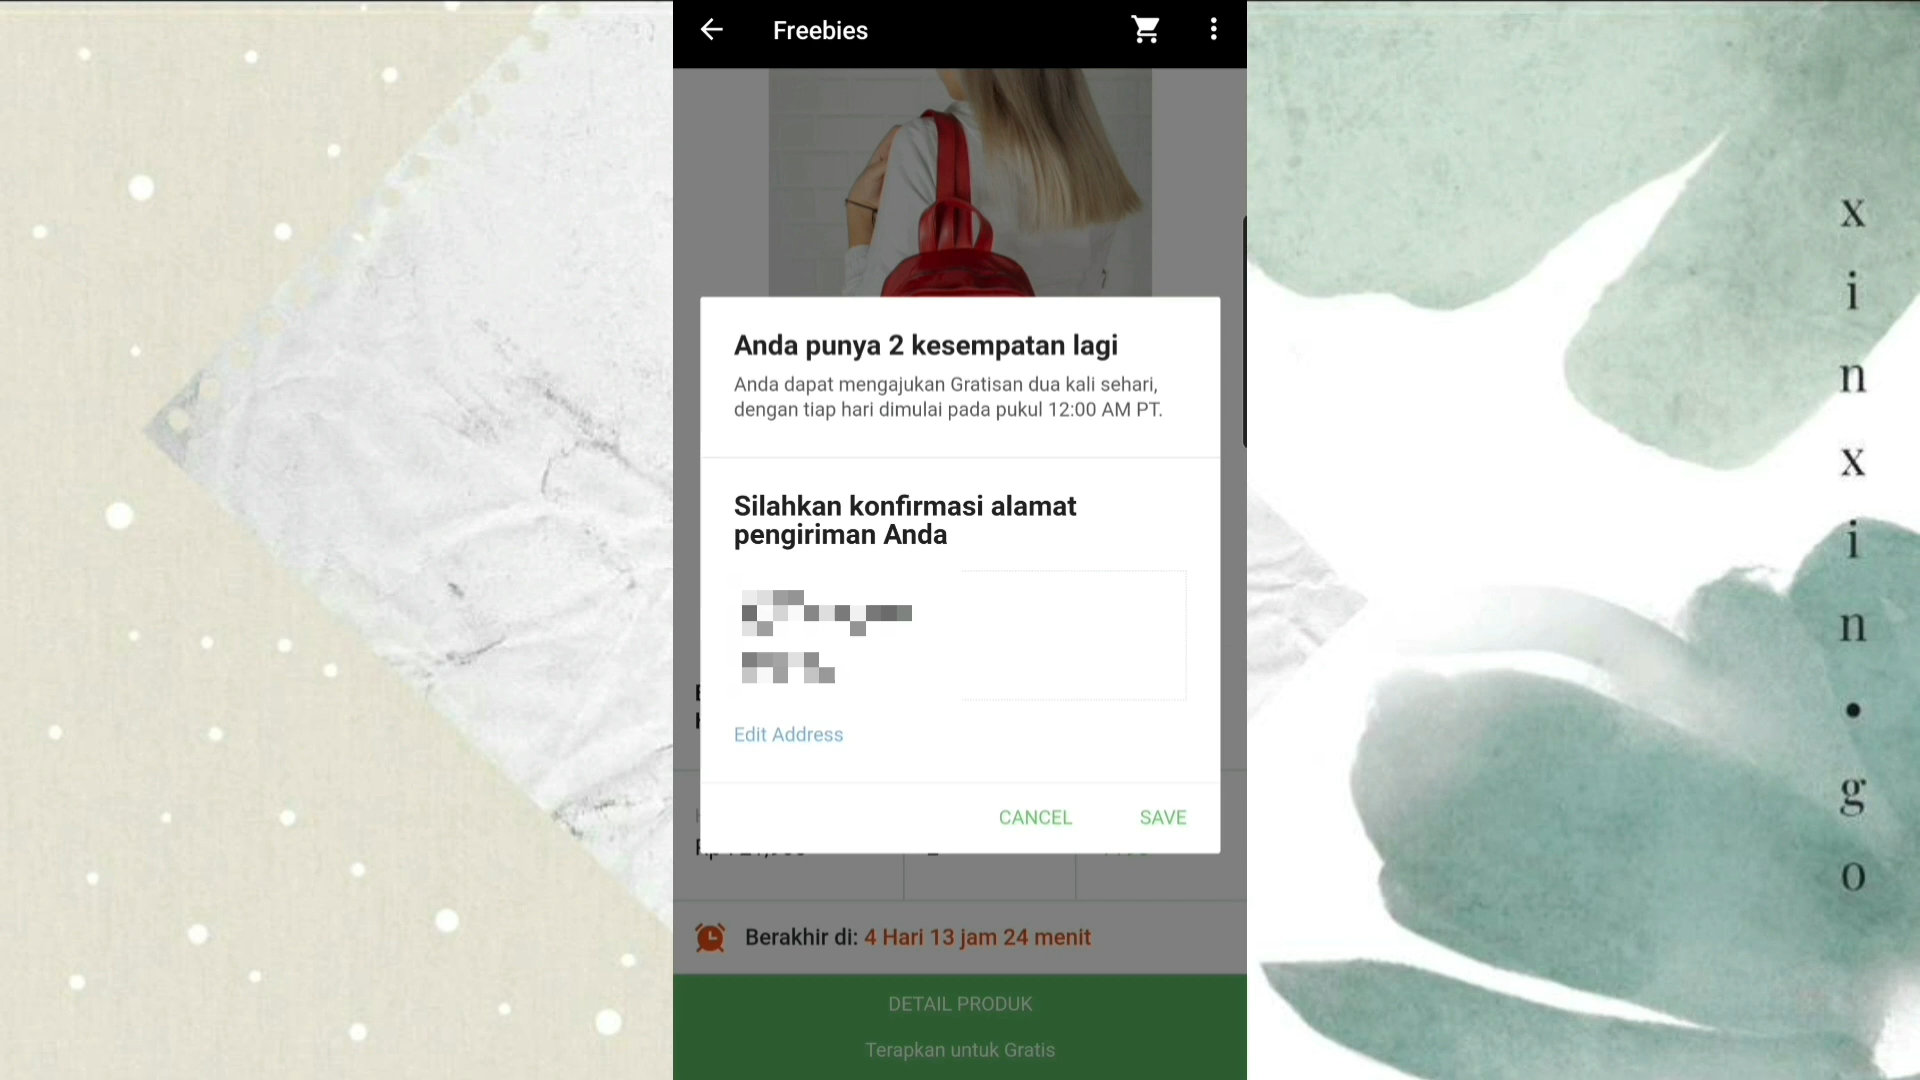 Freebies
Anda punya 2 kesempatan lagi
Anda dapat mengajukan Gratisan dua kali sehari,
dengan tiap hari dimulai pada pukul 12:00 AM PT.
Silahkan konfirmasi alamat
pengiriman Anda
Edit Address
CANCEL SAVE
Berakhir di: 4 Hari 13 jam 24 menit
DETAIL PRODUK
Terapkan untuk Gratis
xinxin•go